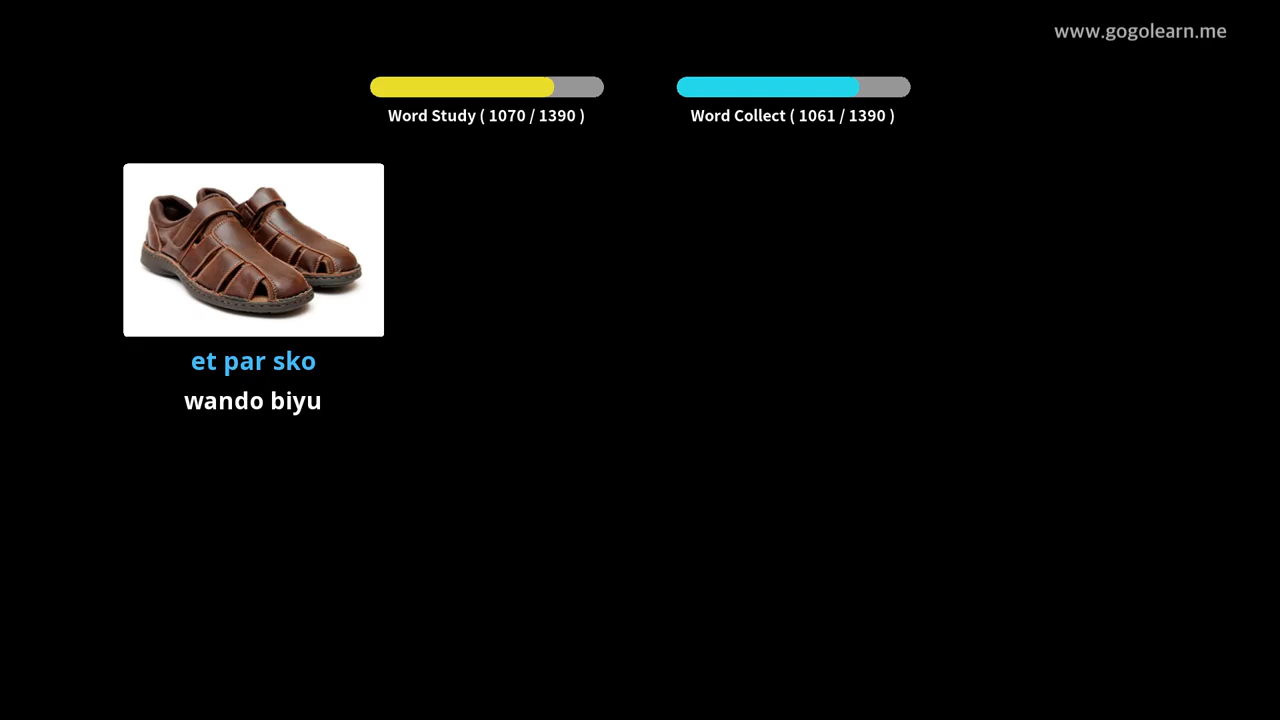 www.gogolearn.me
Word Study ( 1070 / 1390 )
Word Collect ( 1061 / 1390 )
et par sko
wando biyu